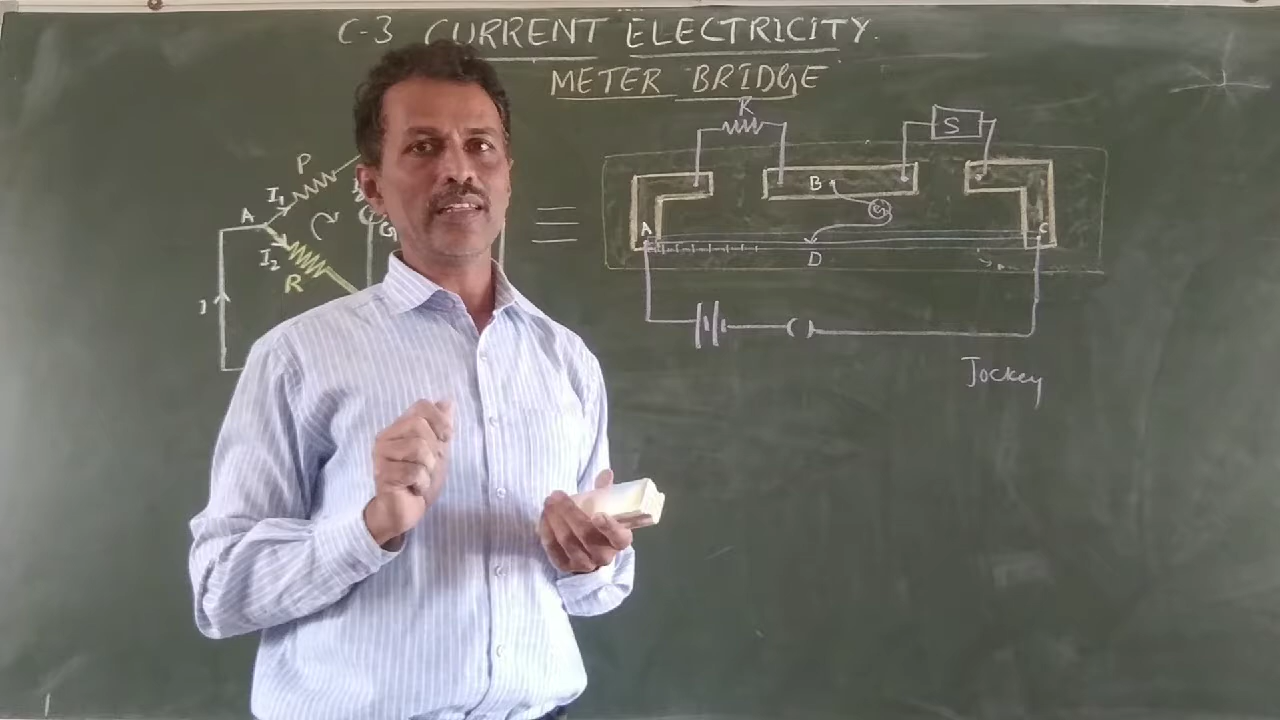 C-3 CURRENT ELECTRICITY.
METER BRIDGE
R
S
P
I₁
B
A
G
G
A
C
I₂
D
R
I
Jockey